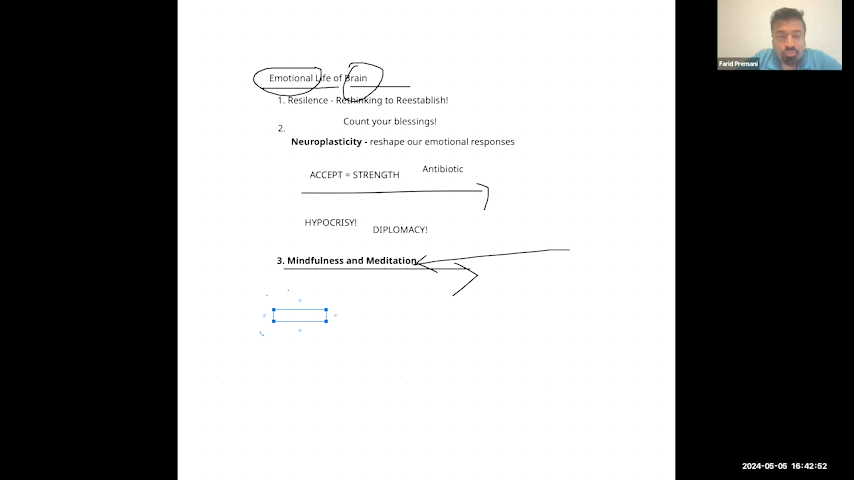 Emotional Life of Brain
1. Resilence - Rethinking to Reestablish!
Count your blessings!
2.
Neuroplasticity - reshape our emotional responses
ACCEPT = STRENGTH
Antibiotic
HYPOCRISY!
DIPLOMACY!
3. Mindfulness and Meditation
Farid Premani
2024-05-05 16:42:52